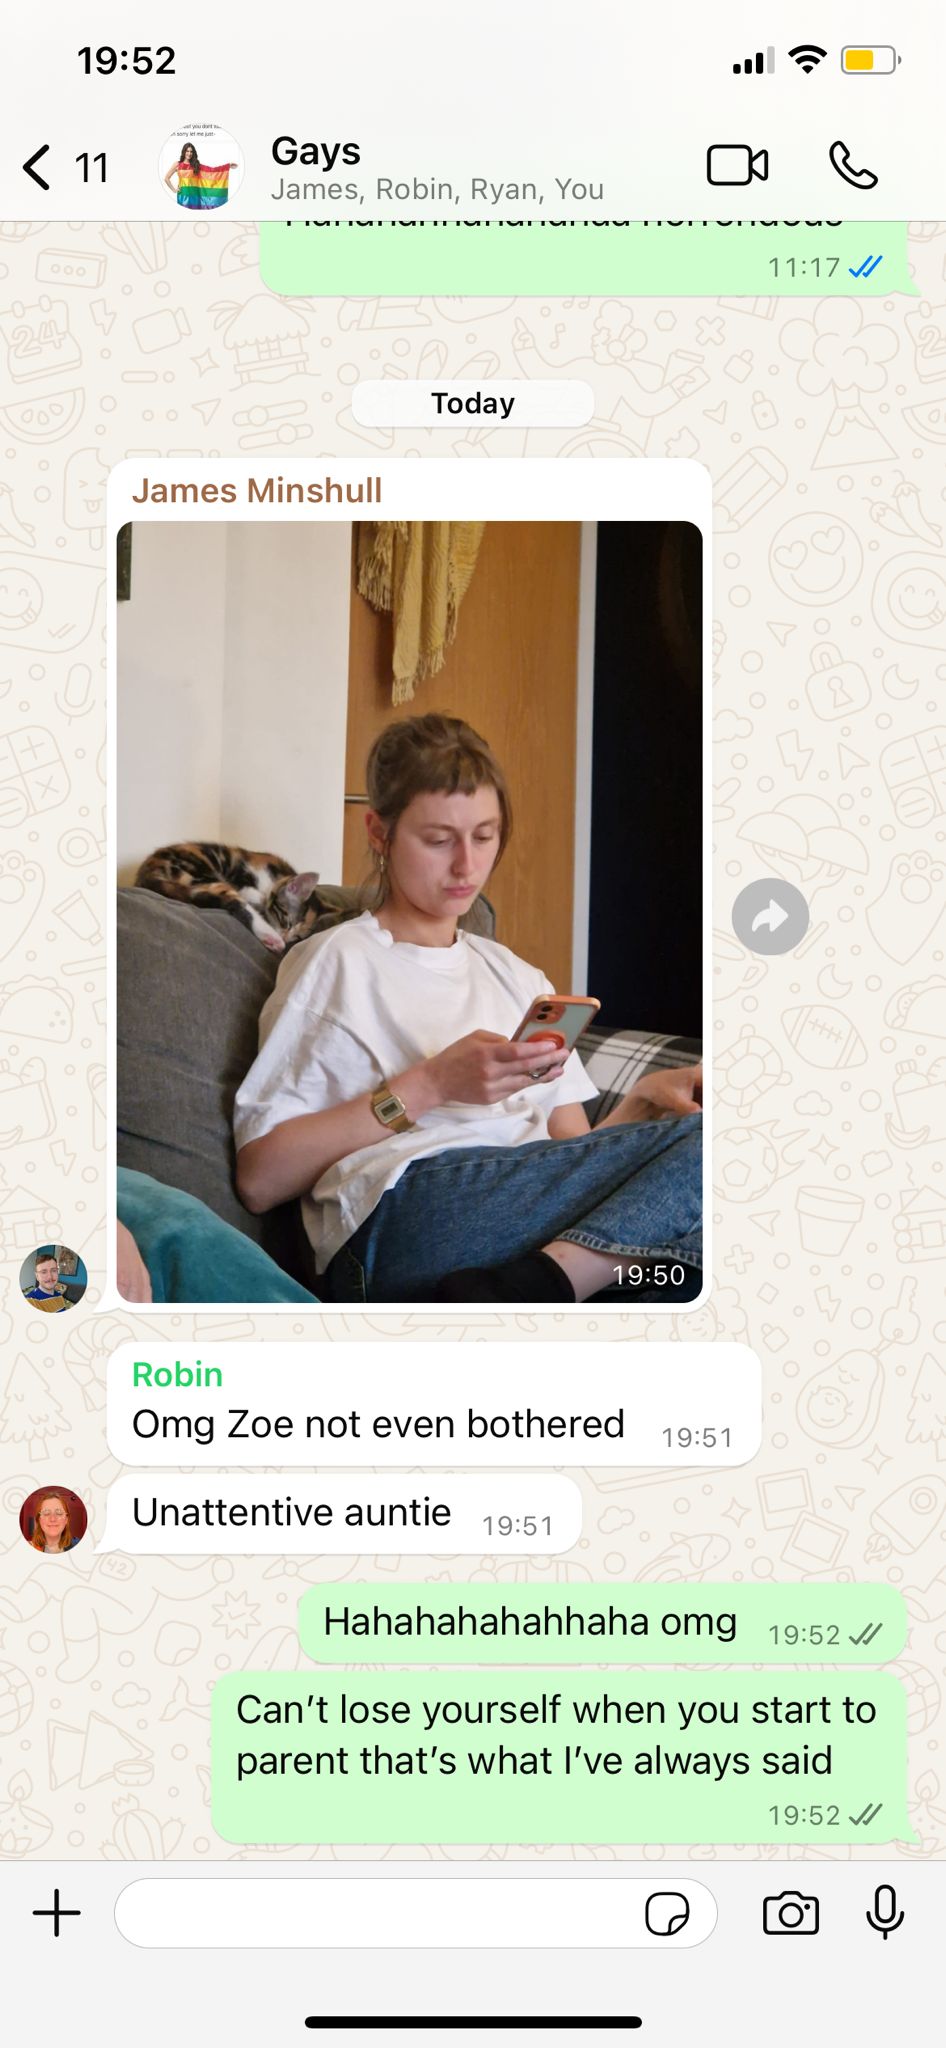 19:52
11
Gays
James, Robin, Ryan, You
11:17
Today
James Minshull
19:50
Robin
Omg Zoe not even bothered 19:51
Unattentive auntie 19:51
Hahahahahahhaha omg 19:52
Can’t lose yourself when you start to
parent that’s what I’ve always said
19:52